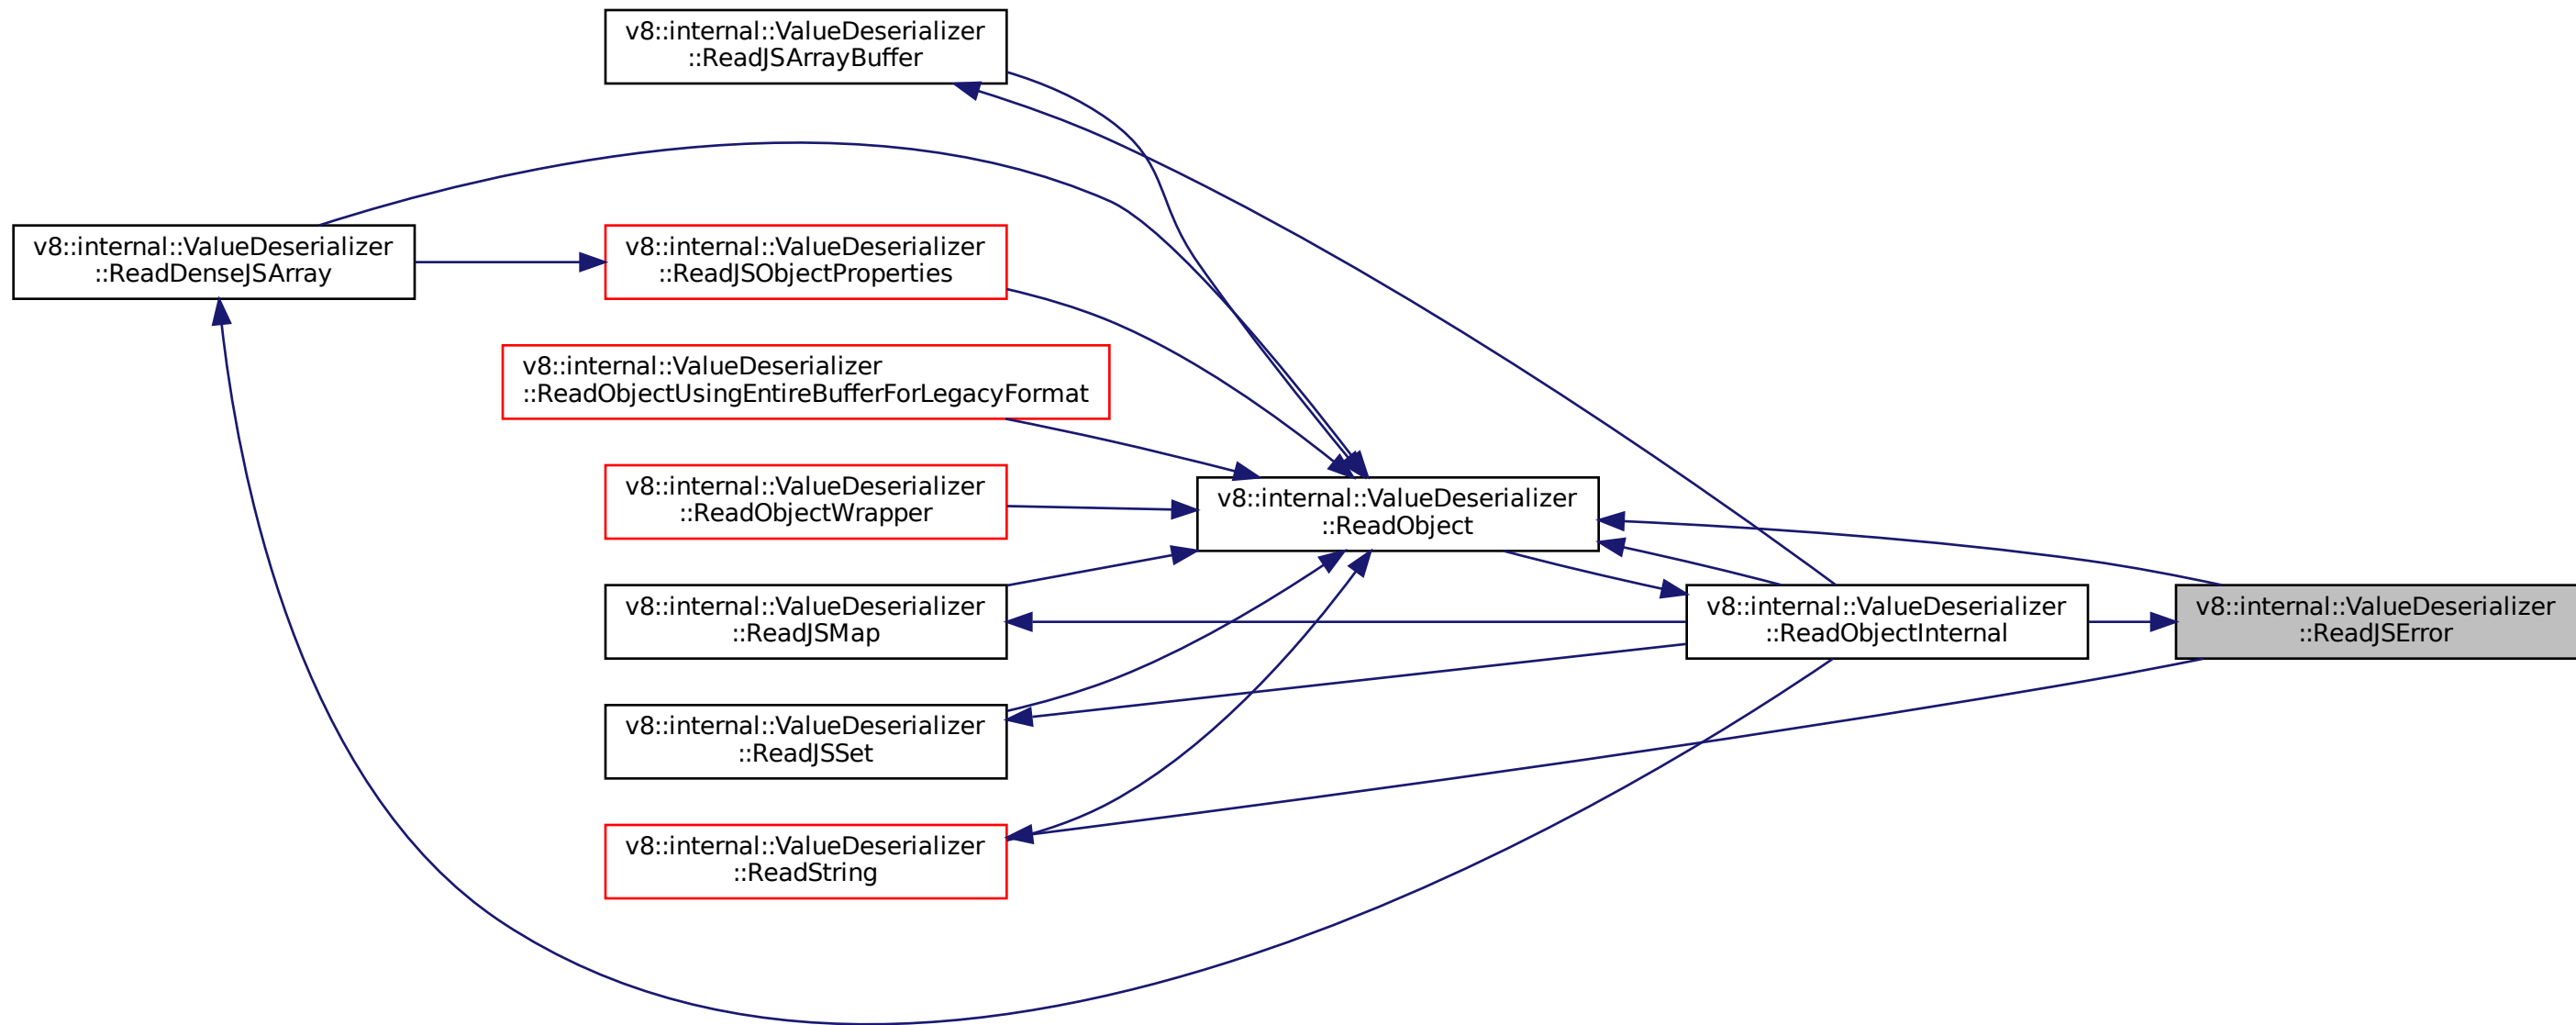 v8::internal::ValueDeserializer
::ReadJSArrayBuffer
v8::internal::ValueDeserializer
::ReadDenseJSArray
v8::internal::ValueDeserializer
::ReadJSObjectProperties
v8::internal::ValueDeserializer
::ReadObjectUsingEntireBufferForLegacyFormat
v8::internal::ValueDeserializer
::ReadObjectWrapper
v8::internal::ValueDeserializer
::ReadObject
v8::internal::ValueDeserializer
::ReadJSMap
v8::internal::ValueDeserializer
::ReadObjectInternal
v8::internal::ValueDeserializer
::ReadJSError
v8::internal::ValueDeserializer
::ReadJSSet
v8::internal::ValueDeserializer
::ReadString